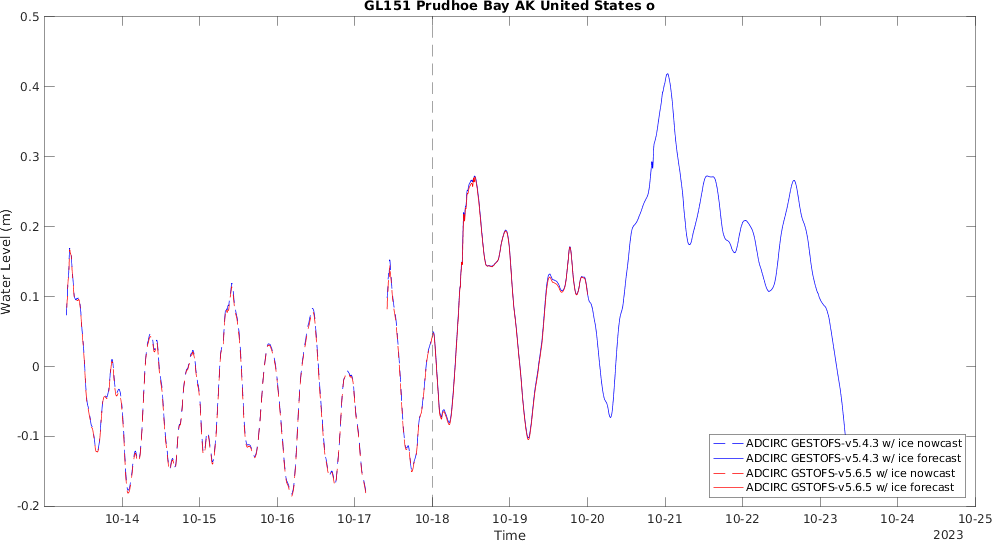 GL151 Prudhoe Bay AK United States o
0.5
0.4
0.3
0.2
0.1
0
-0.1
-0.2
Water Level (m)
10-14 10-15 10-16 10-17 10-18 10-19 10-20 10-21 10-22 10-23 10-24 10-25
Time
2023
ADCIRC GESTOFS-v5.4.3 w/ ice nowcast
ADCIRC GESTOFS-v5.4.3 w/ ice forecast
ADCIRC GSTOFS-v5.6.5 w/ ice nowcast
ADCIRC GSTOFS-v5.6.5 w/ ice forecast